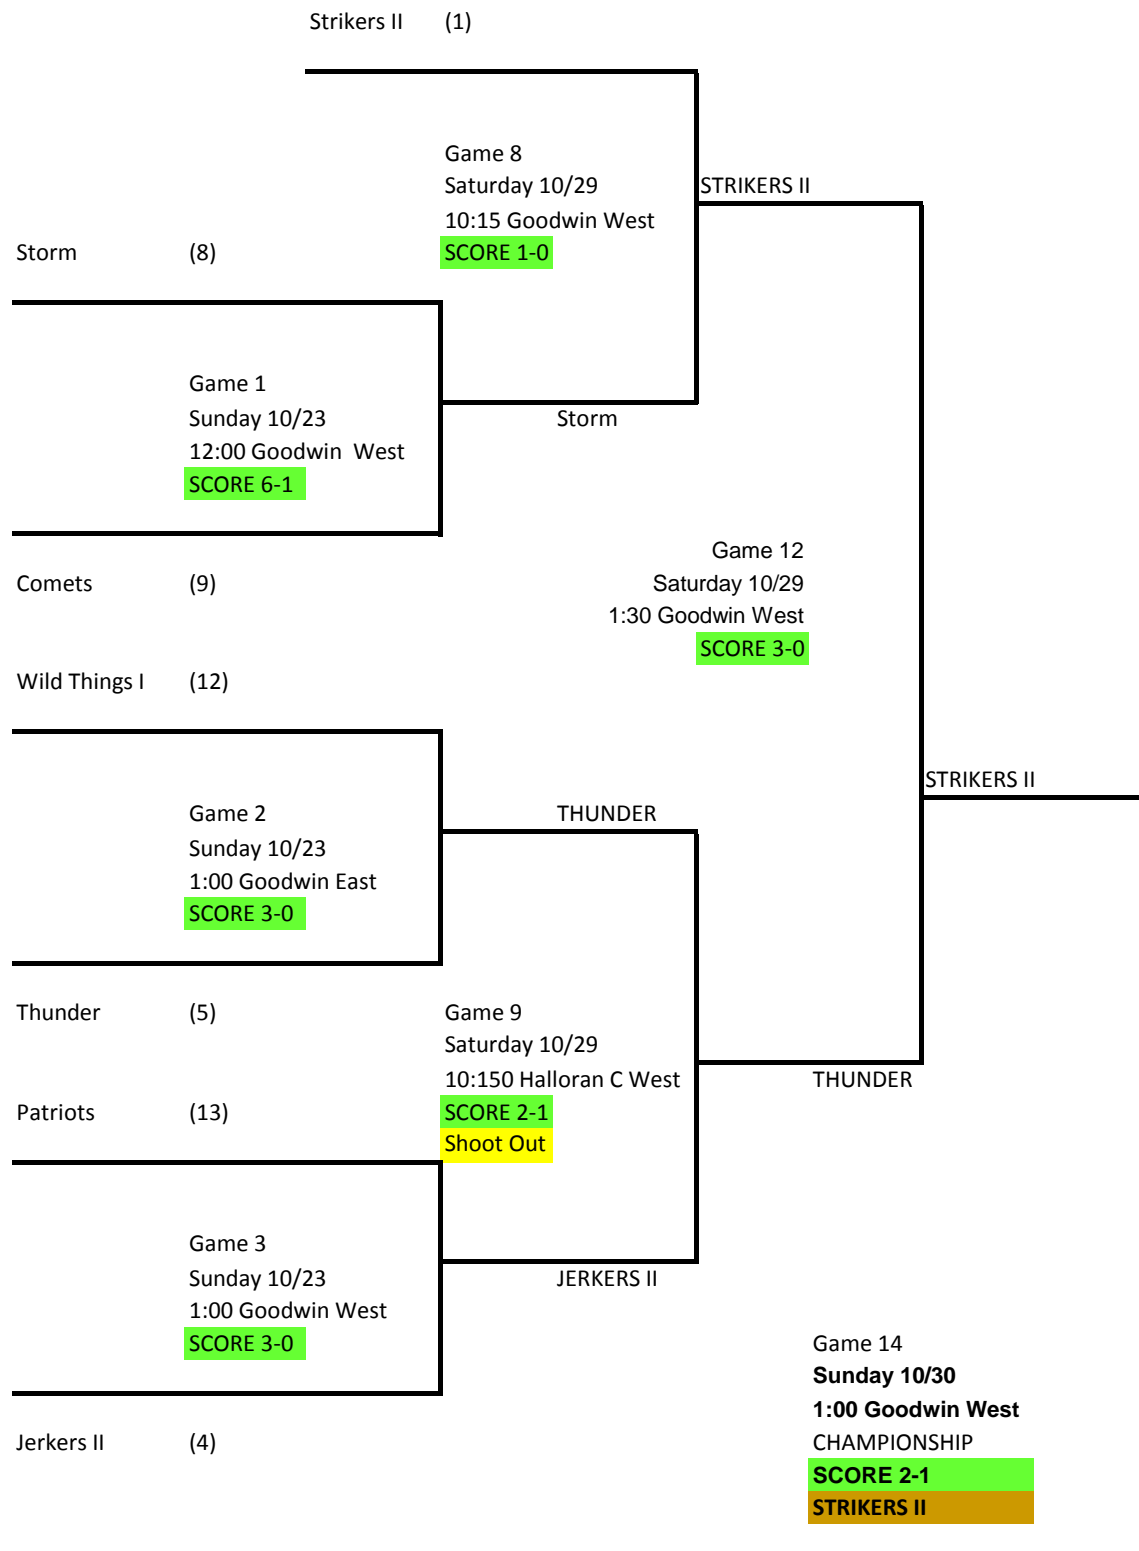 Strikers II (1)
Game 8
Saturday 10/29
10:15 Goodwin West
SCORE 1-0
STRIKERS II
Storm (8)
Game 1
Sunday 10/23
12:00 Goodwin  West
SCORE 6-1
Storm
Comets (9)
Game 12
Saturday 10/29
1:30 Goodwin West
SCORE 3-0
Wild Things I (12)
STRIKERS II
Game 2
Sunday 10/23
1:00 Goodwin East
SCORE 3-0
THUNDER
Thunder (5)
Game 9
Saturday 10/29
10:150 Halloran C West
SCORE 2-1
Shoot Out
THUNDER
Patriots (13)
Game 3
Sunday 10/23
1:00 Goodwin West
SCORE 3-0
JERKERS II
Jerkers II (4)
Game 14
Sunday 10/30
1:00 Goodwin West
CHAMPIONSHIP
SCORE 2-1
STRIKERS II